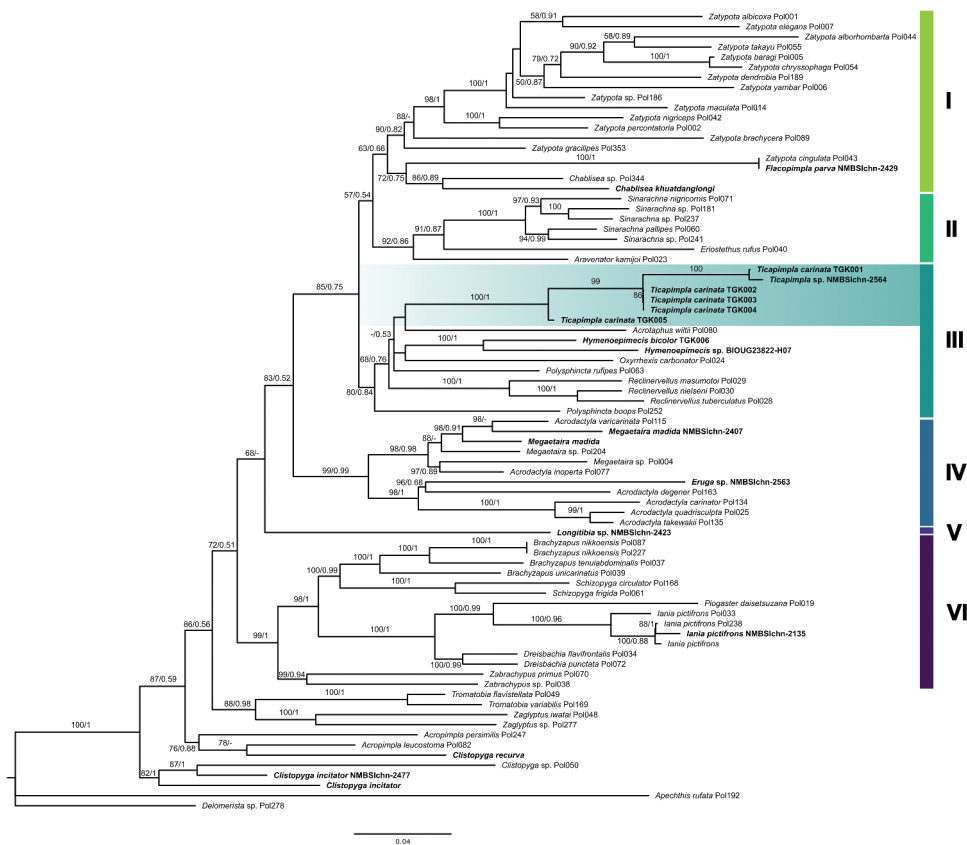 58/0.91
Zatypota albicoxa Pol001
Zatypota elegans Pol007
58/0.89
Zatypota alborhombarta Pol044
90/0.92
Zatypota takayu Pol055
79/0.72
Zatypota baragi Pol005
100/1
Zatypota chryssophaga Pol054
Zatypota dendrobia Pol189
50/0.87
Zatypota yambar Pol006
100/1
Zatypota sp. Pol186
98/1
Zatypota maculata Pol014
I
88/-
Zatypota nigriceps Pol042
100/1
Zatypota percontatoria Pol002
90/0.82
Zatypota brachycera Pol089
63/0.66
Zatypota gracilipes Pol353
100/1
Zatypota cingulata Pol043
Flacopimpla parva NMBSIchn-2429
72/0.75
86/0.89
Chablisea sp. Pol344
Chablisea khuatdanglongi
57/0.54
97/0.93
Sinarachna nigricornis Pol071
100
Sinarachna sp. Pol181
100/1
Sinarachna sp. Pol237
91/0.87
Sinarachna pallipes Pol060
II
94/0.99
Sinarachna sp. Pol241
92/0.86
Eriostethus rufus Pol040
Aravenator kamijoi Pol023
100
Ticapimpla carinata TGK001
99
Ticapimpla sp. NMBSIchn-2564
85/0.75
Ticapimpla carinata TGK002
86
Ticapimpla carinata TGK003
100/1
Ticapimpla carinata TGK004
Ticapimpla carinata TGK005
-/0.53
Acrotaphus wiltii Pol080
100/1
Hymenoepimecis bicolor TGK006
III
Hymenoepimecis sp. BIOUG23822-H07
68/0.76
Oxyrrhexis carbonator Pol024
Polysphincta rufipes Pol063
83/0.52
100/1
Reclinervellus masumotoi Pol029
80/0.84
100/1
Reclinervellus nielseni Pol030
Reclinervellus tuberculatus Pol028
Polysphincta boops Pol252
98/-
Acrodactyla varicarinata Pol115
98/0.91
Megaetaira madida NMBSIchn-2407
88/-
Megaetaira madida
98/0.98
Megaetaira sp. Pol204
68/-
Megaetaira sp. Pol004
97/0.89
Acrodactyla inoperta Pol077
99/0.99
96/0.68
Eruga sp. NMBSIchn-2563
IV
98/1
Acrodactyla degener Pol163
100/1
Acrodactyla carinator Pol134
99/1
Acrodactyla quadrisculpta Pol025
Acrodactyla takewakii Pol135
Longitibia sp. NMBSIchn-2423
V
72/0.51
100/1
Brachyzapus nikkoensis Pol087
Brachyzapus nikkoensis Pol227
100/1
Brachyzapus tenuiabdominalis Pol037
100/0.99
100/1
Brachyzapus unicarinatus Pol039
100/1
Schizopyga circulator Pol168
Schizopyga frigida Pol061
98/1
100/0.99
Piogaster daisetsuzana Pol019
VI
100/0.96
Iania pictifrons Pol033
86/0.56
88/1
Iania pictifrons Pol238
100/1
Iania pictifrons NMBSIchn-2135
99/1
100/0.88
Iania pictifrons
Dreisbachia flavifrontalis Pol034
100/0.99
Dreisbachia punctata Pol072
99/0.94
Zabrachypus primus Pol070
87/0.59
Zabrachypus sp. Pol038
100/1
Tromatobia flavistellata Pol049
88/0.98
Tromatobia variabilis Pol169
100/1
Zaglyptus iwatai Pol048
Zaglyptus sp. Pol277
100/1
Acropimpla persimilis Pol247
76/0.88
78/-
Acropimpla leucostoma Pol082
Clistopyga recurva
87/1
Clistopyga sp. Pol050
82/1
Clistopyga incitator NMBSIchn-2477
Clistopyga incitator
Apechthis rufata Pol192
Delomerista sp. Pol278
0.04